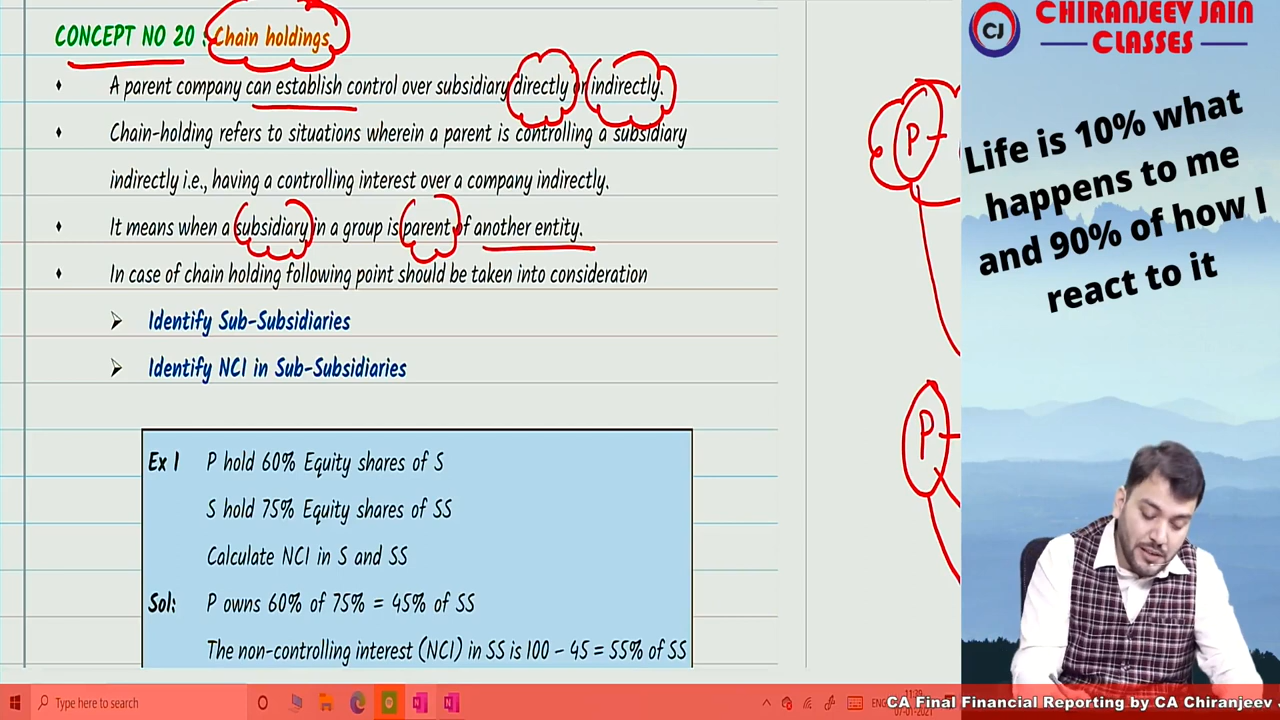 CONCEPT NO 20 : Chain holdings
A parent company can establish control over subsidiary directly or indirectly.
Chain-holding refers to situations wherein a parent is controlling a subsidiary
indirectly i.e., having a controlling interest over a company indirectly.
It means when a subsidiary in a group is parent of another entity.
In case of chain holding following point should be taken into consideration
Identify Sub-Subsidiaries
Identify NCI in Sub-Subsidiaries
Ex 1 P hold 60% Equity shares of S
S hold 75% Equity shares of SS
Calculate NCI in S and SS
Sol: P owns 60% of 75% = 45% of SS
The non-controlling interest (NCI) in SS is 100 – 45 = 55% of SS
P
P
CJ
CHIRANJEEV JAIN
CLASSES
Life is 10% what
happens to me
and 90% of how I
react to it
Type here to search
ENG
11:39
07-01-2021
CA Final Financial Reporting by CA Chiranjeev